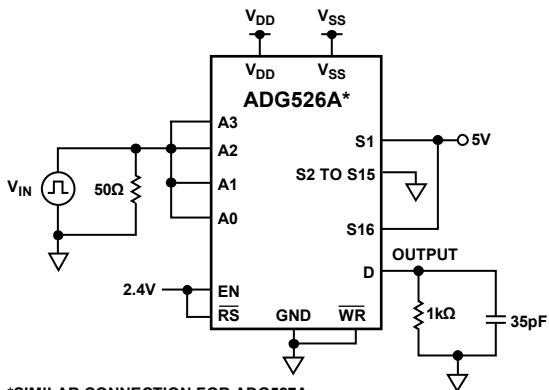 VDD
VSS
VDD
VSS
ADG526A*
A3
A2
A1
A0
VIN
50Ω
S1
5V
S2 TO S15
S16
OUTPUT
D
2.4V
EN
RS
GND
WR
1kΩ
35pF
*SIMILAR CONNECTION FOR ADG527A